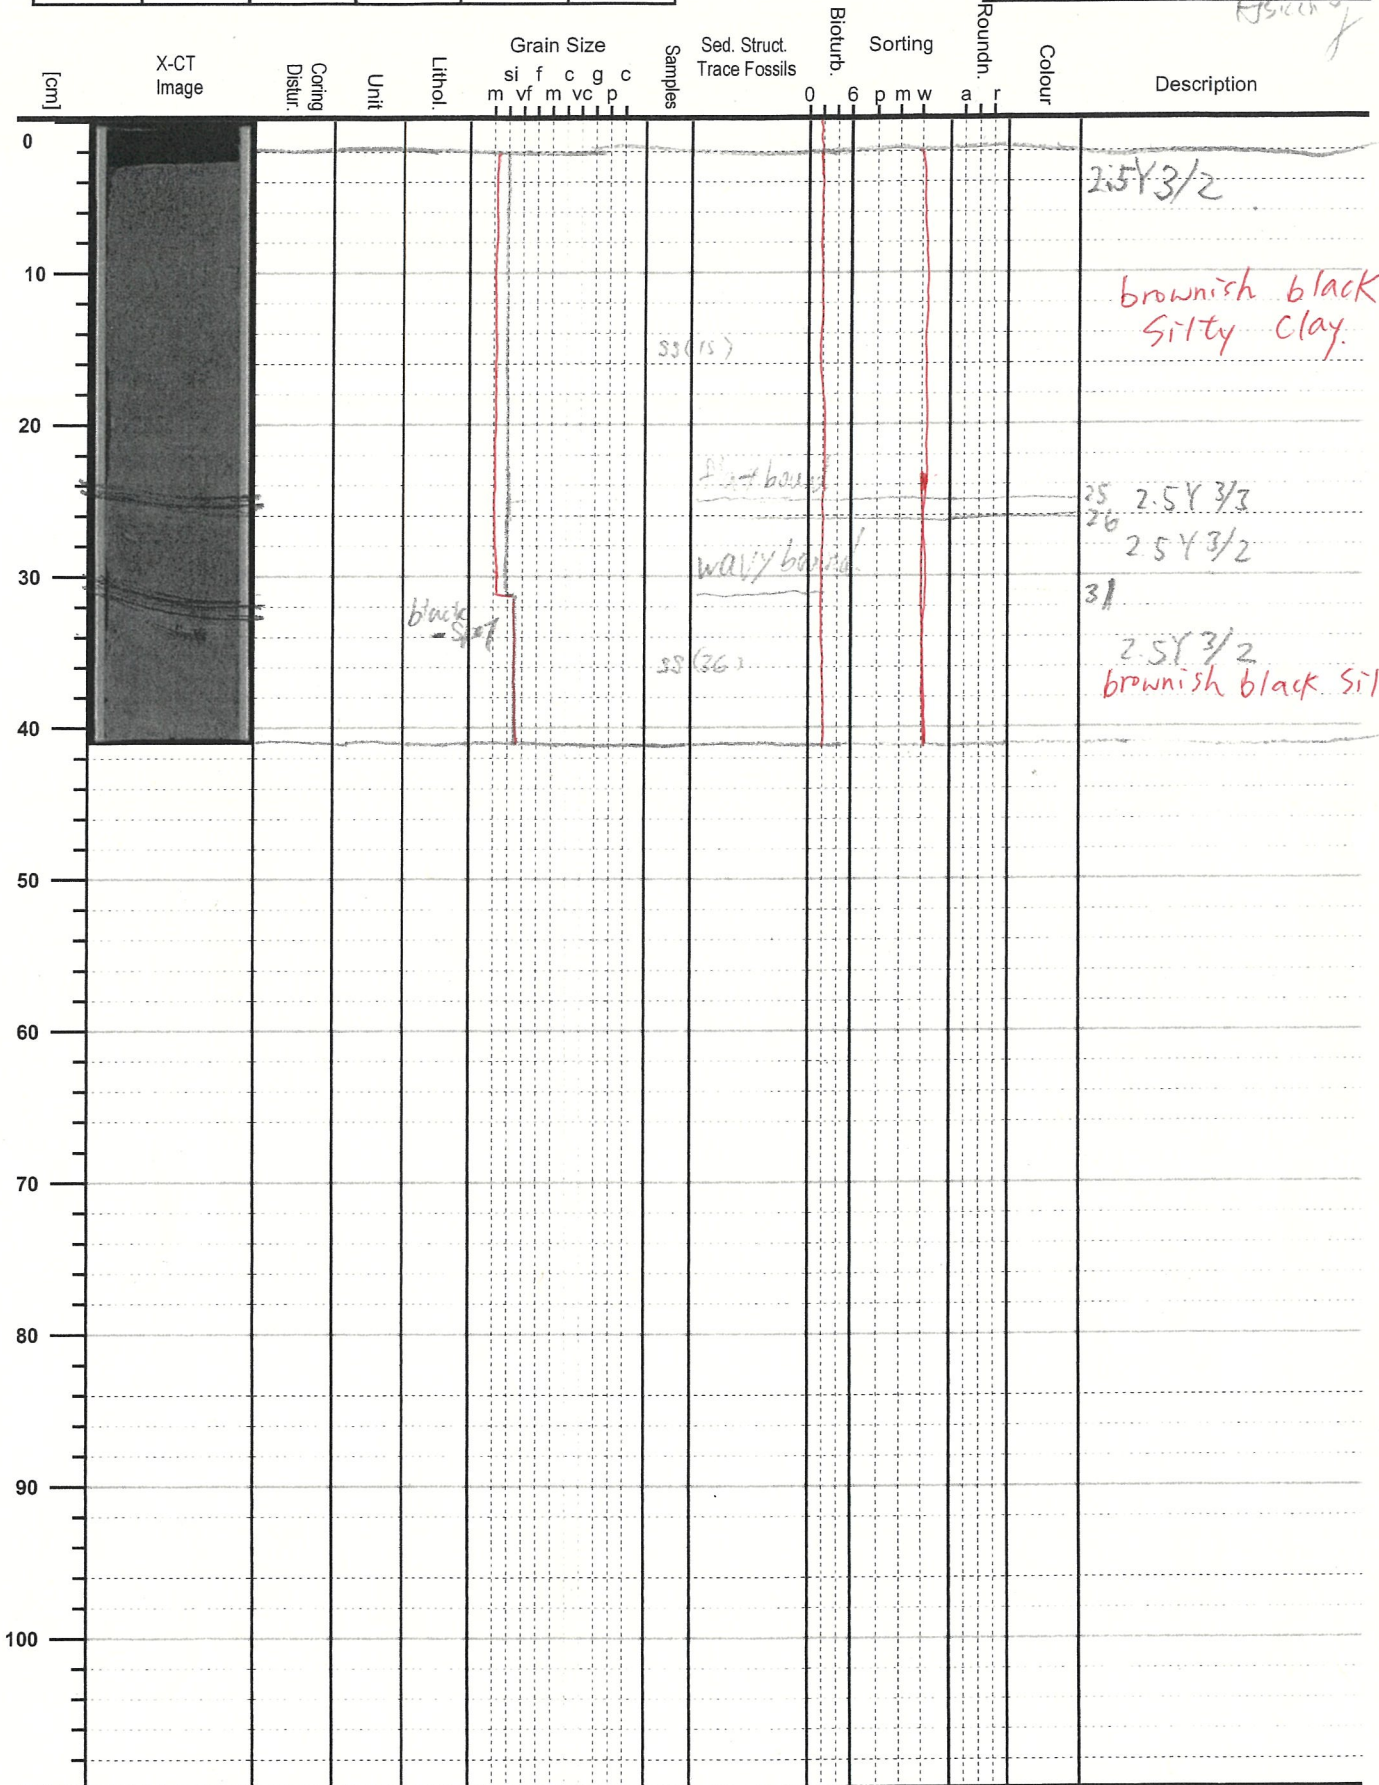 [cm]
X-CT
Image
Coring
Distur.
Unit
Lithol.
Grain Size
si f c g c
m vf m vc p
Samples
Sed. Struct.
Trace Fossils
Bioturb.
0 6
Sorting
p m w
Roundn.
a r
Colour
Description
0
2.5Y 3/2
10
brownish black
Silty Clay.
ss(15)
20
bound
25 2.5Y 3/3
26
2.5Y 3/2
wavy bound
30
31
black
spot
2.5Y 3/2
ss(36)
brownish black Sil
40
50
60
70
80
90
100